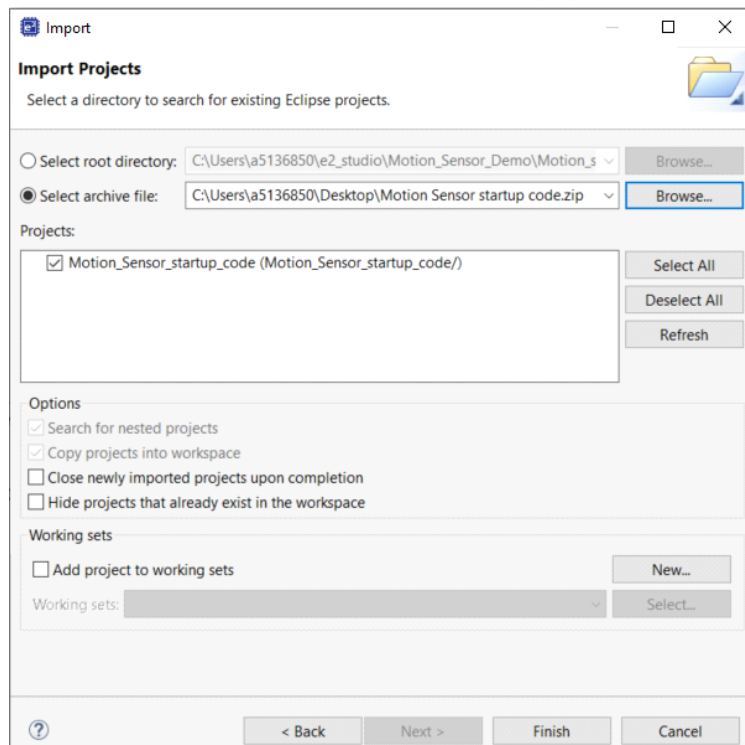 Import
Import Projects
Select a directory to search for existing Eclipse projects.
Select root directory: C:\Users\a5136850\e2_studio\Motion_Sensor_Demo\Motion_s Browse...
Select archive file: C:\Users\a5136850\Desktop\Motion Sensor startup code.zip Browse...
Projects:
Motion_Sensor_startup_code (Motion_Sensor_startup_code/)
Select All
Deselect All
Refresh
Options
Search for nested projects
Copy projects into workspace
Close newly imported projects upon completion
Hide projects that already exist in the workspace
Working sets
Add project to working sets New...
Working sets: Select...
? < Back Next > Finish Cancel